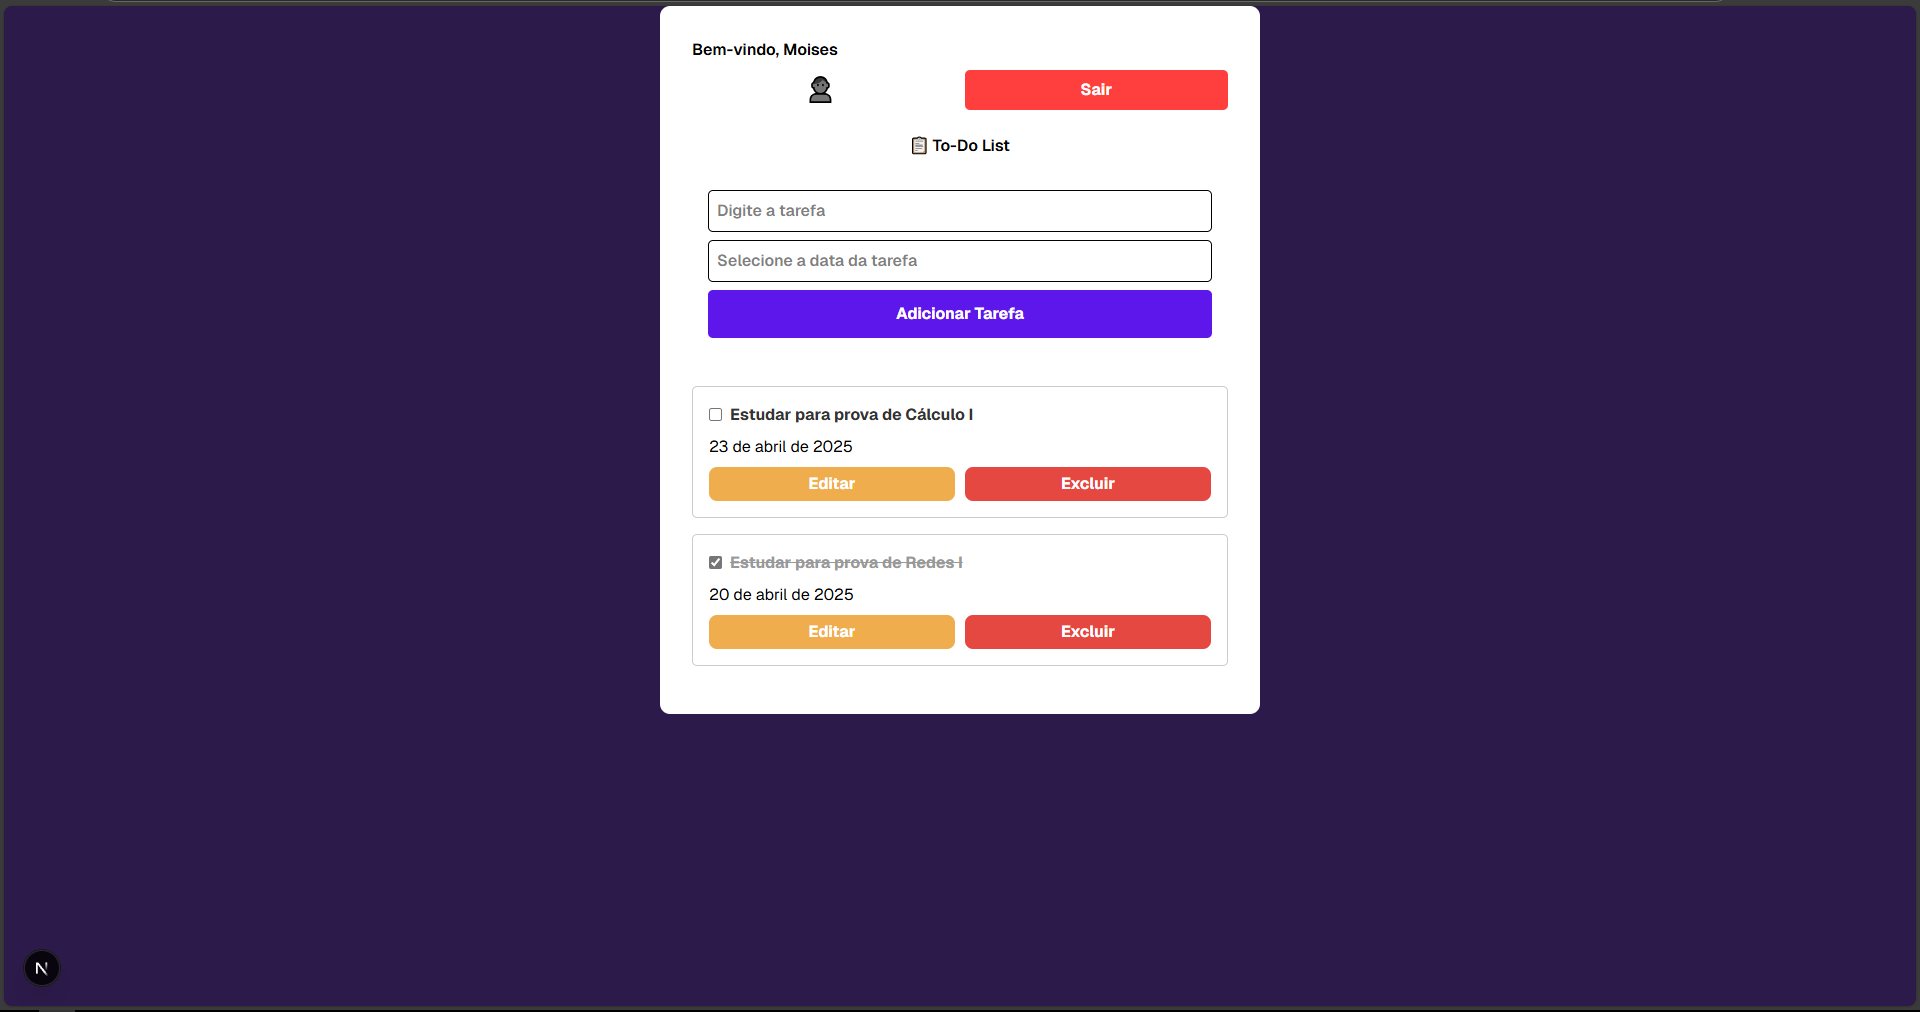 Bem-vindo, Moises
Sair
📋 To-Do List
Digite a tarefa
Selecione a data da tarefa
Adicionar Tarefa
Estudar para prova de Cálculo I
23 de abril de 2025
Editar
Excluir
Estudar para prova de Redes I
20 de abril de 2025
Editar
Excluir
N